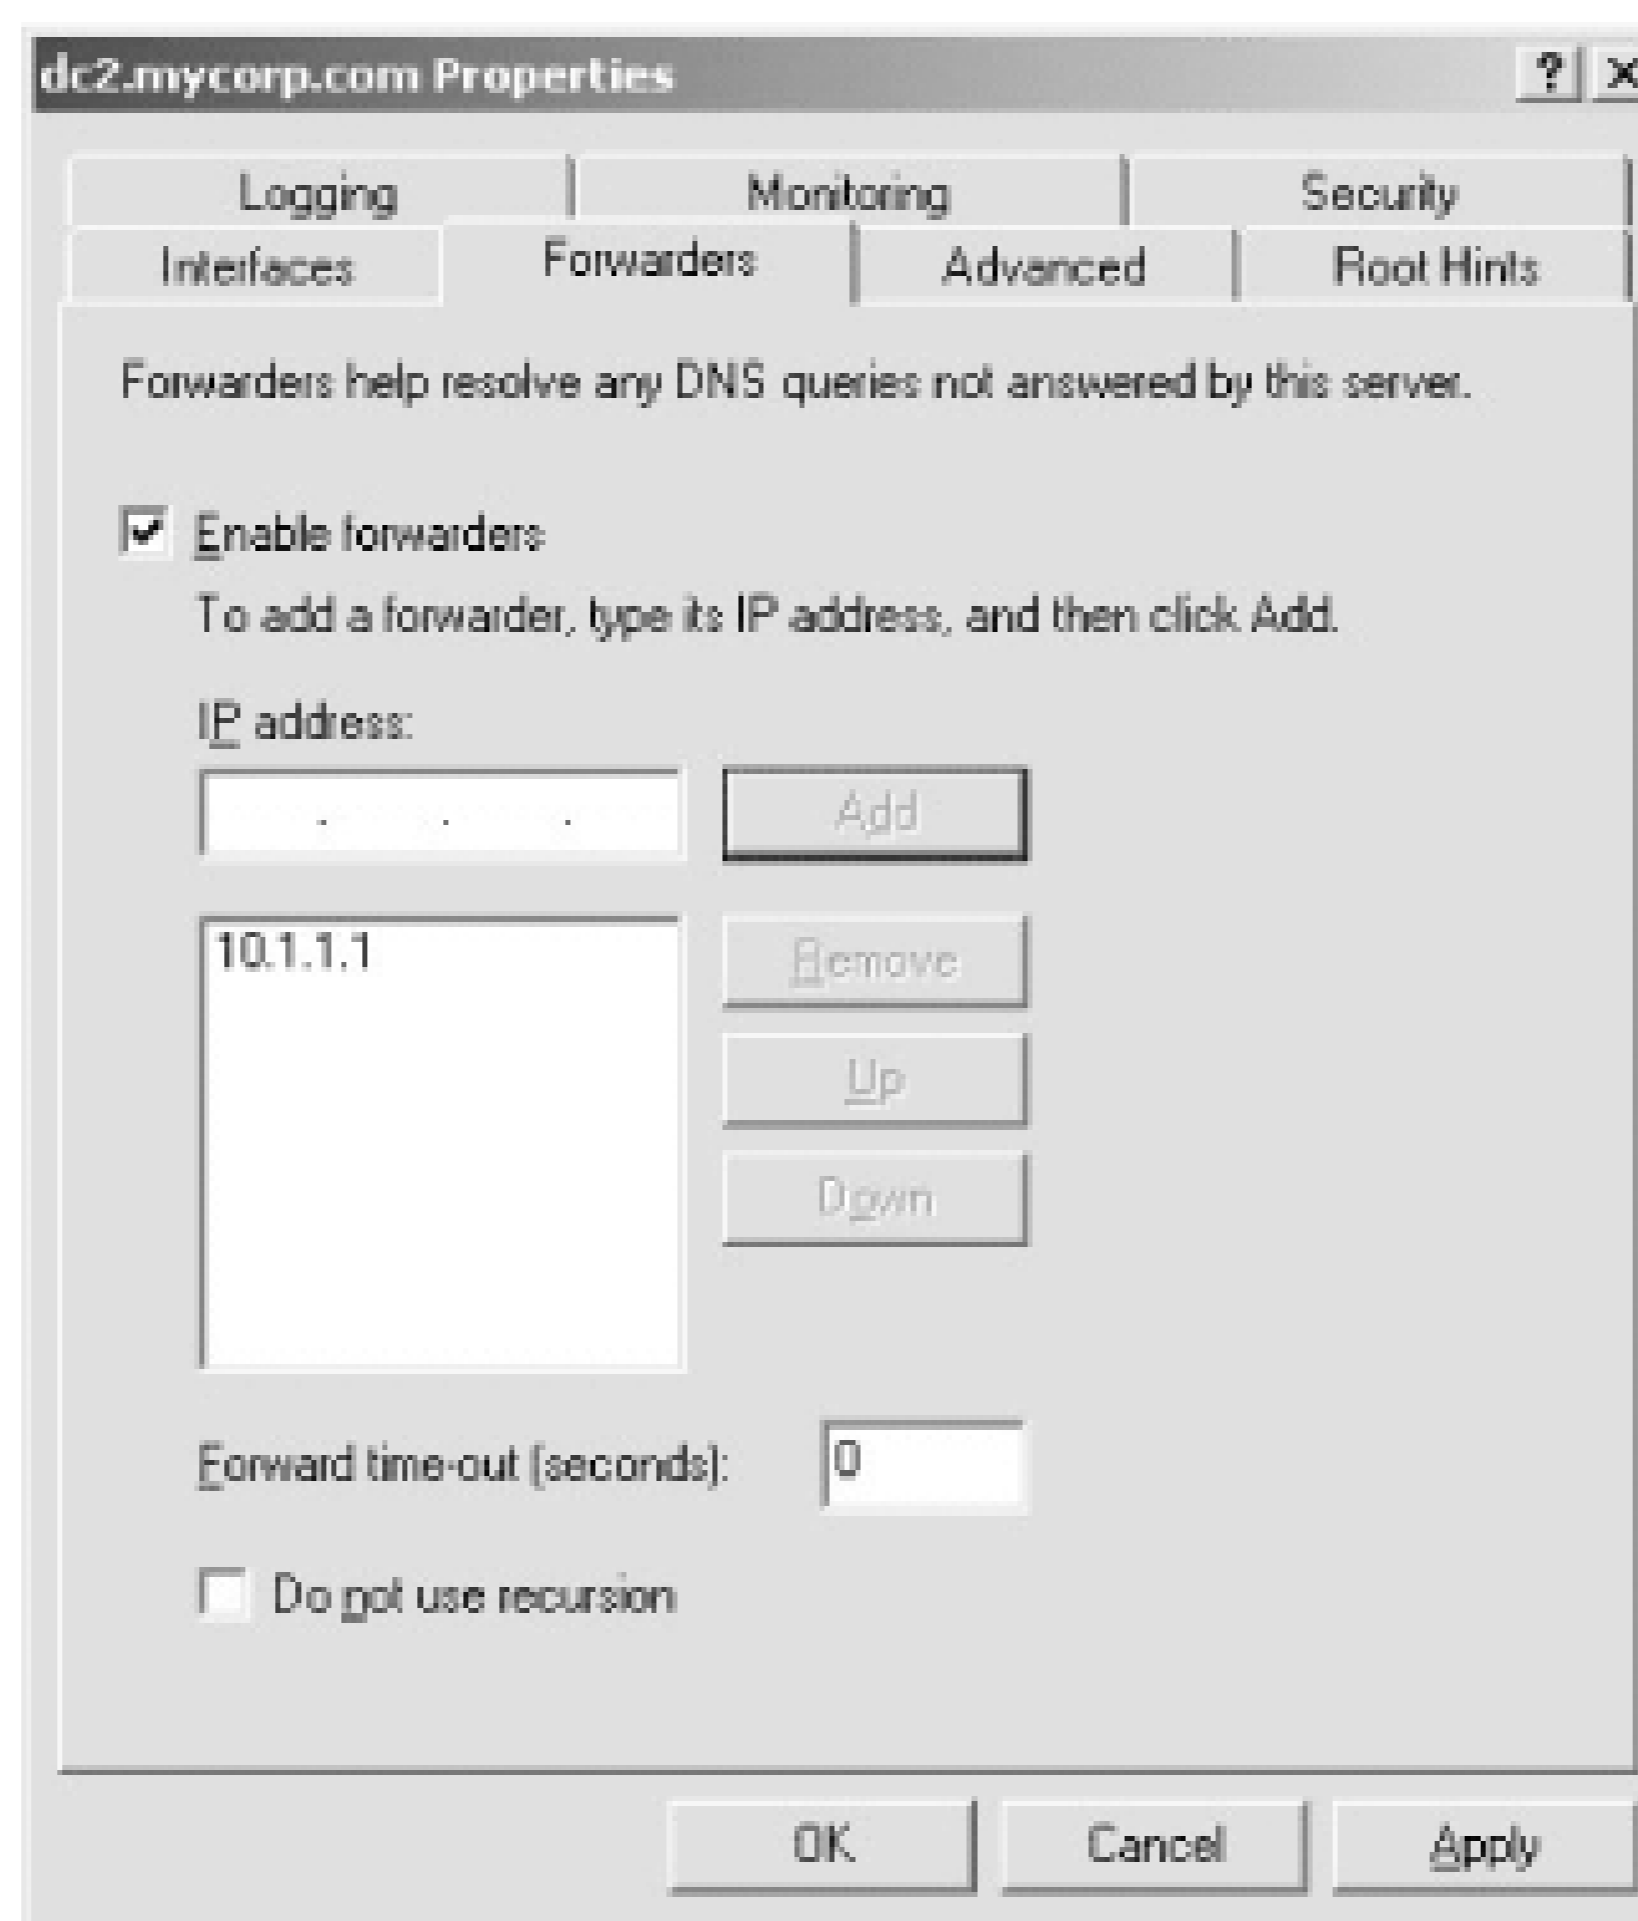 dc2.mycorp.com Properties
Logging Monitoring Security
Interfaces Forwarders Advanced Root Hints
Forwarders help resolve any DNS queries not answered by this server.
Enable forwarders
To add a forwarder, type its IP address, and then click Add.
IP address:
. . . Add
10.1.1.1 Remove
Up
Down
Forward time-out (seconds): 0
Do not use recursion
OK Cancel Apply